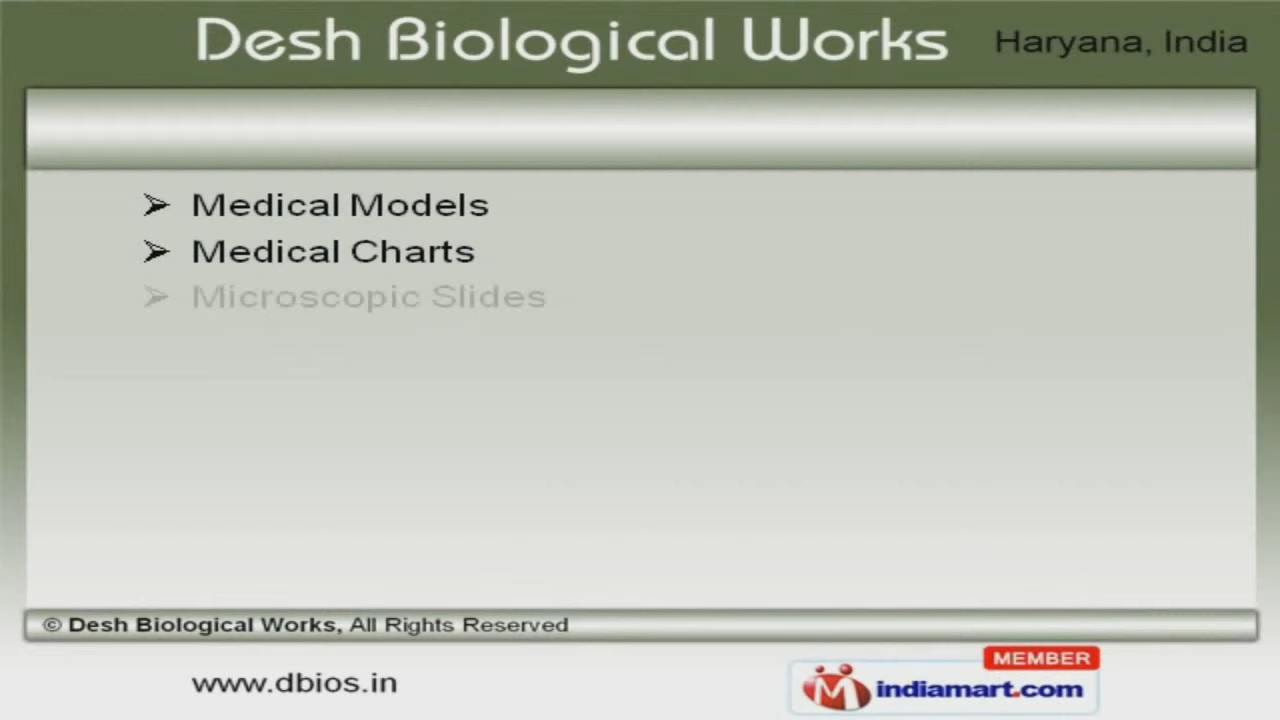 Desh Biological Works
Haryana, India
➢ Medical Models
➢ Medical Charts
➢ Microscopic Slides
© Desh Biological Works, All Rights Reserved
www.dbios.in
MEMBER
indiamart.com